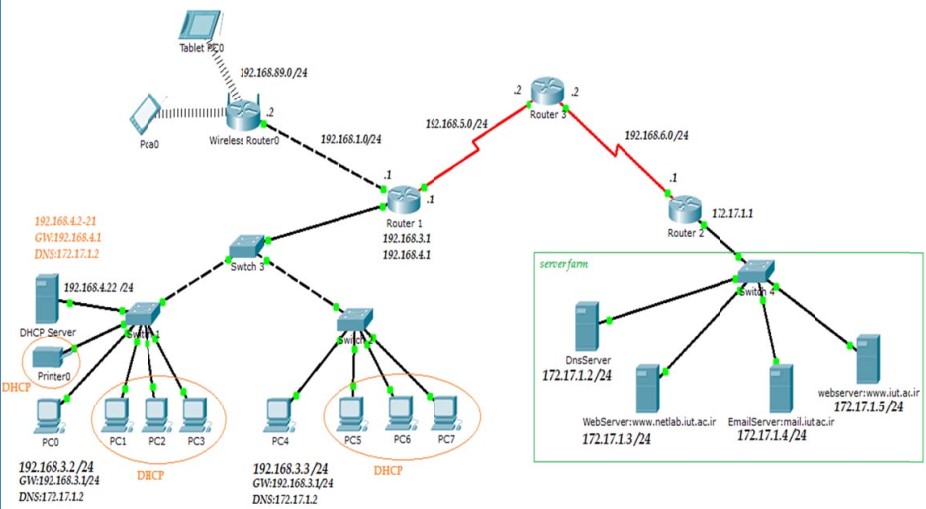 Tablet PC0
192.168.89.0/24
Pca0
Wireless Router0
.2
192.168.1.0/24
.1
Router 1
.1
192.168.3.1
192.168.4.1
192.168.5.0/24
.2
Router 3
.2
192.168.6.0/24
.1
Router 2
172.17.1.1
192.168.4.2-21
GW:192.168.4.1
DNS:172.17.1.2
Swtch 3
192.168.4.22 /24
DHCP Server
Switch 1
Switch 2
Printer0
DHCP
PC0
PC1
PC2
PC3
DHCP
192.168.3.2 /24
GW:192.168.3.1/24
DNS:172.17.1.2
PC4
PC5
PC6
PC7
DHCP
192.168.3.3 /24
GW:192.168.3.1/24
DNS:172.17.1.2
server farm
Switch 4
DnsServer
172.17.1.2 /24
WebServer:www.netlab.iut.ac.ir
172.17.1.3 /24
EmailServer:mail.iut.ac.ir
172.17.1.4 /24
webserver:www.iut.ac.ir
172.17.1.5 /24